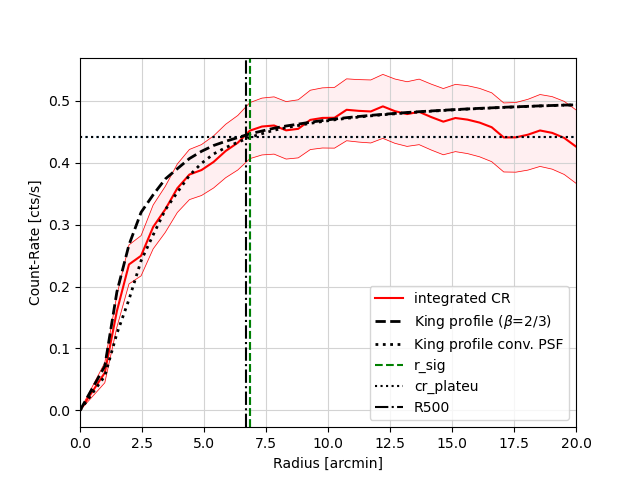 0.5
0.4
0.3
0.2
0.1
0.0
Count-Rate [cts/s]
integrated CR
King profile (β=2/3)
King profile conv. PSF
r_sig
cr_plateu
R500
0.0 2.5 5.0 7.5 10.0 12.5 15.0 17.5 20.0
Radius [arcmin]